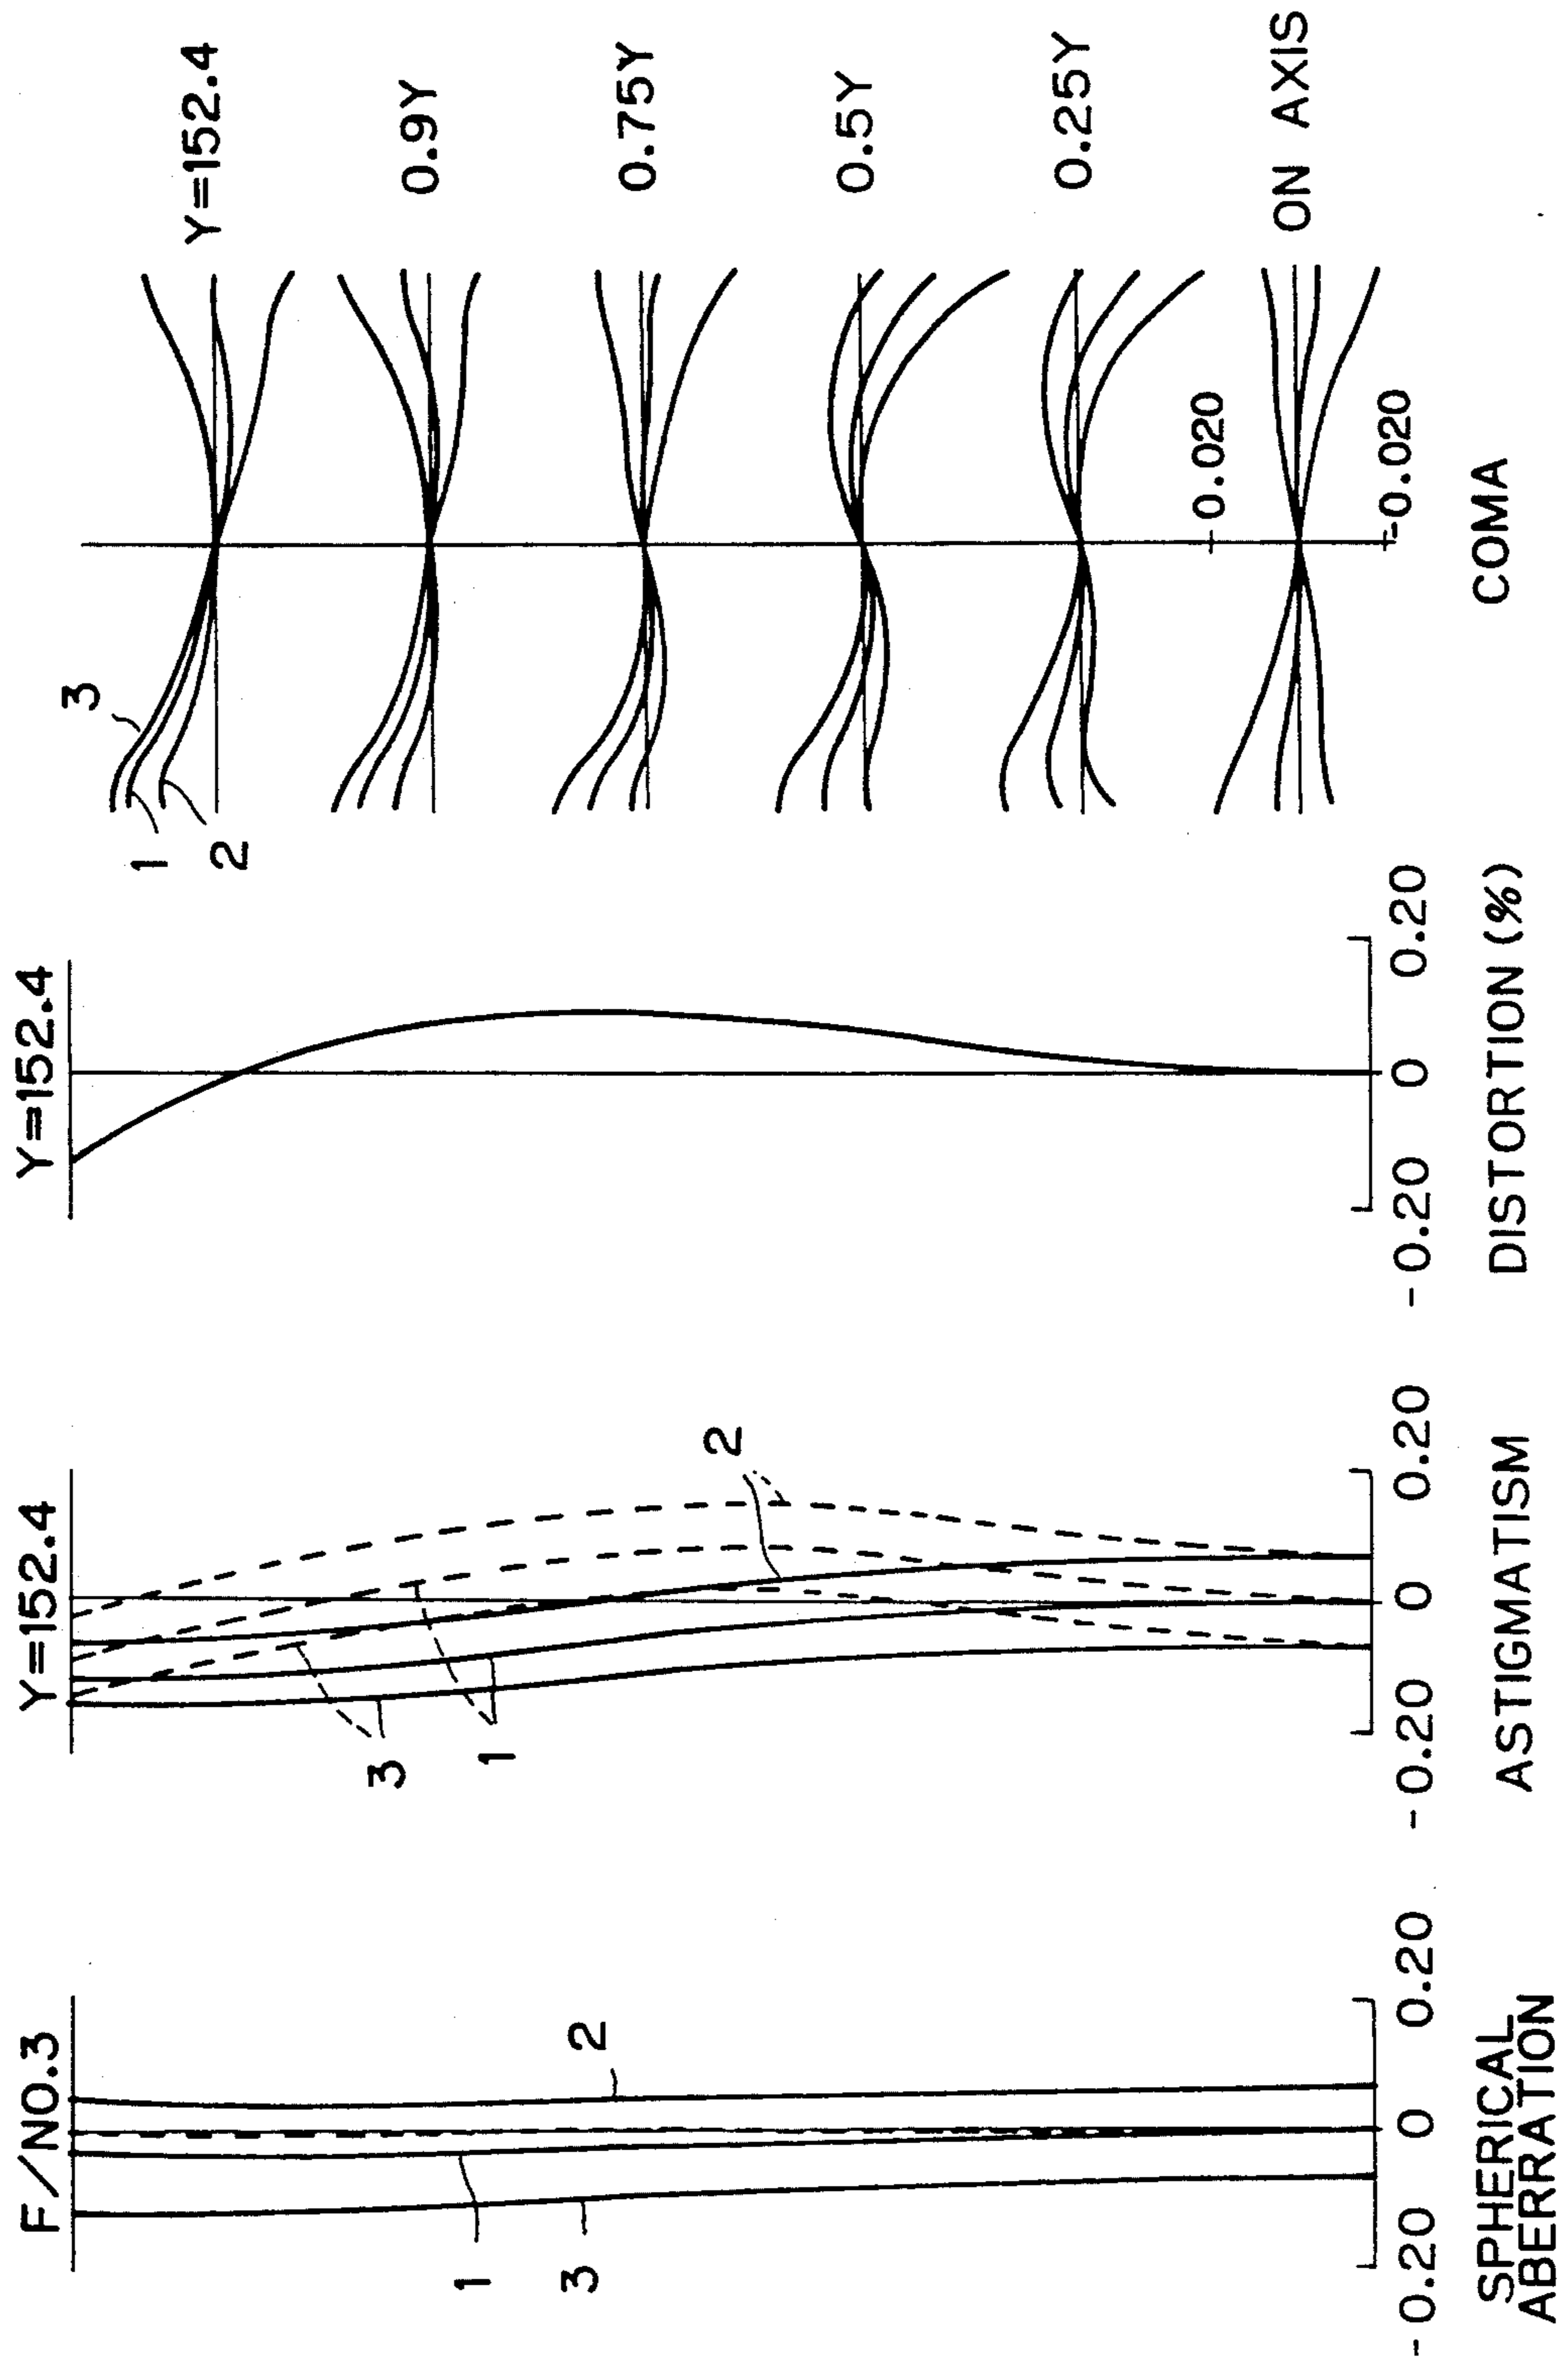 F/NO.3
1
3
2
-0.20 0 0.20
SPHERICAL
ABERRATION
Y=152.4
3
1
2
-0.20 0 0.20
ASTIGMATISM
Y=152.4
-0.20 0 0.20
DISTORTION (%)
3
1
2
Y=152.4
0.9Y
0.75Y
0.5Y
0.25Y
0.020
ON AXIS
-0.020
COMA